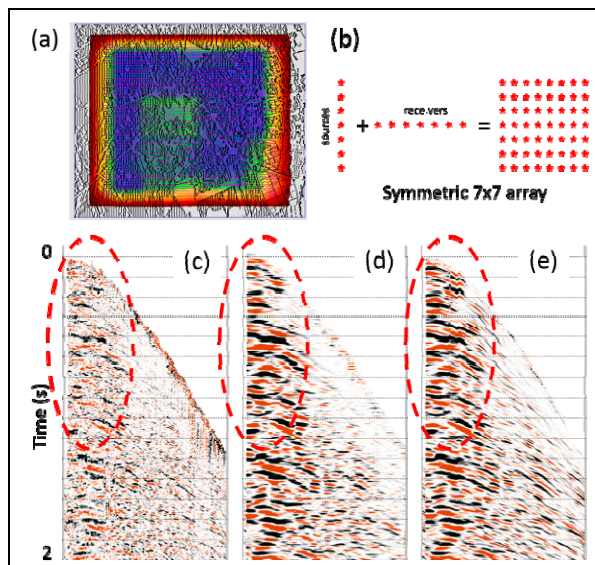 (a)
(b)
sources
+
receivers
=
Symmetric 7x7 array
0
(c)
(d)
(e)
Time (s)
2